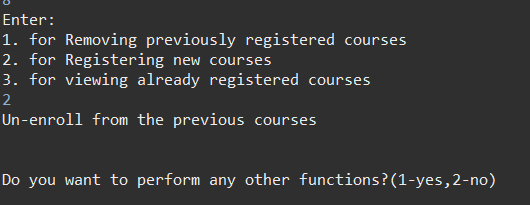 8
Enter:
1. for Removing previously registered courses
2. for Registering new courses
3. for viewing already registered courses
2
Un-enroll from the previous courses
Do you want to perform any other functions?(1-yes,2-no)